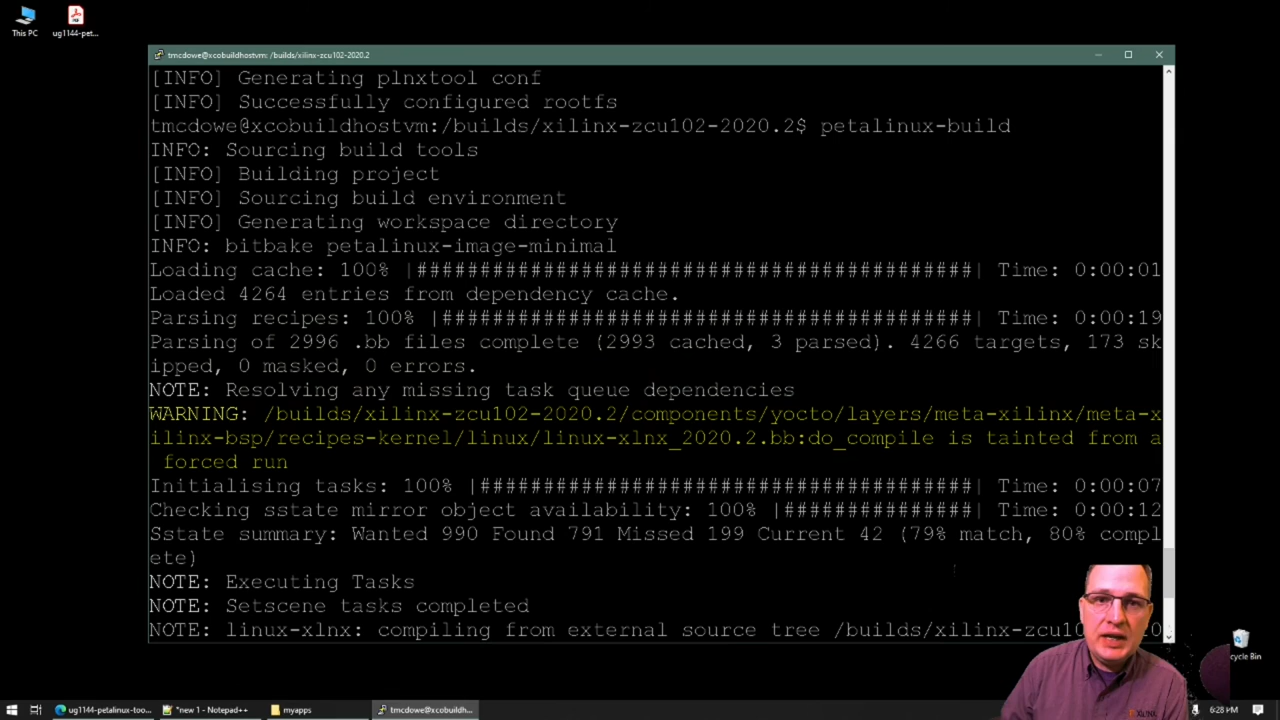 This PC
ug1144-pet...
tmcdowe@xcobuildhostvm: /builds/xilinx-zcu102-2020.2
[INFO] Generating plnxtool conf
[INFO] Successfully configured rootfs
tmcdowe@xcobuildhostvm:/builds/xilinx-zcu102-2020.2$ petalinux-build
INFO: Sourcing build tools
[INFO] Building project
[INFO] Sourcing build environment
[INFO] Generating workspace directory
INFO: bitbake petalinux-image-minimal
Loading cache: 100% |############################################| Time: 0:00:01
Loaded 4264 entries from dependency cache.
Parsing recipes: 100% |##########################################| Time: 0:00:19
Parsing of 2996 .bb files complete (2993 cached, 3 parsed). 4266 targets, 173 sk
ipped, 0 masked, 0 errors.
NOTE: Resolving any missing task queue dependencies
WARNING: /builds/xilinx-zcu102-2020.2/components/yocto/layers/meta-xilinx/meta-x
ilinx-bsp/recipes-kernel/linux/linux-xlnx_2020.2.bb:do_compile is tainted from a
forced run
Initialising tasks: 100% |#######################################| Time: 0:00:07
Checking sstate mirror object availability: 100% |###############| Time: 0:00:12
Sstate summary: Wanted 990 Found 791 Missed 199 Current 42 (79% match, 80% compl
ete)
NOTE: Executing Tasks
NOTE: Setscene tasks completed
NOTE: linux-xlnx: compiling from external source tree /builds/xilinx-zcu10
cycle Bin
ug1144-petalinux-too...
*new 1 - Notepad++
myapps
tmcdowe@xcobuildh...
XILINX
6:28 PM